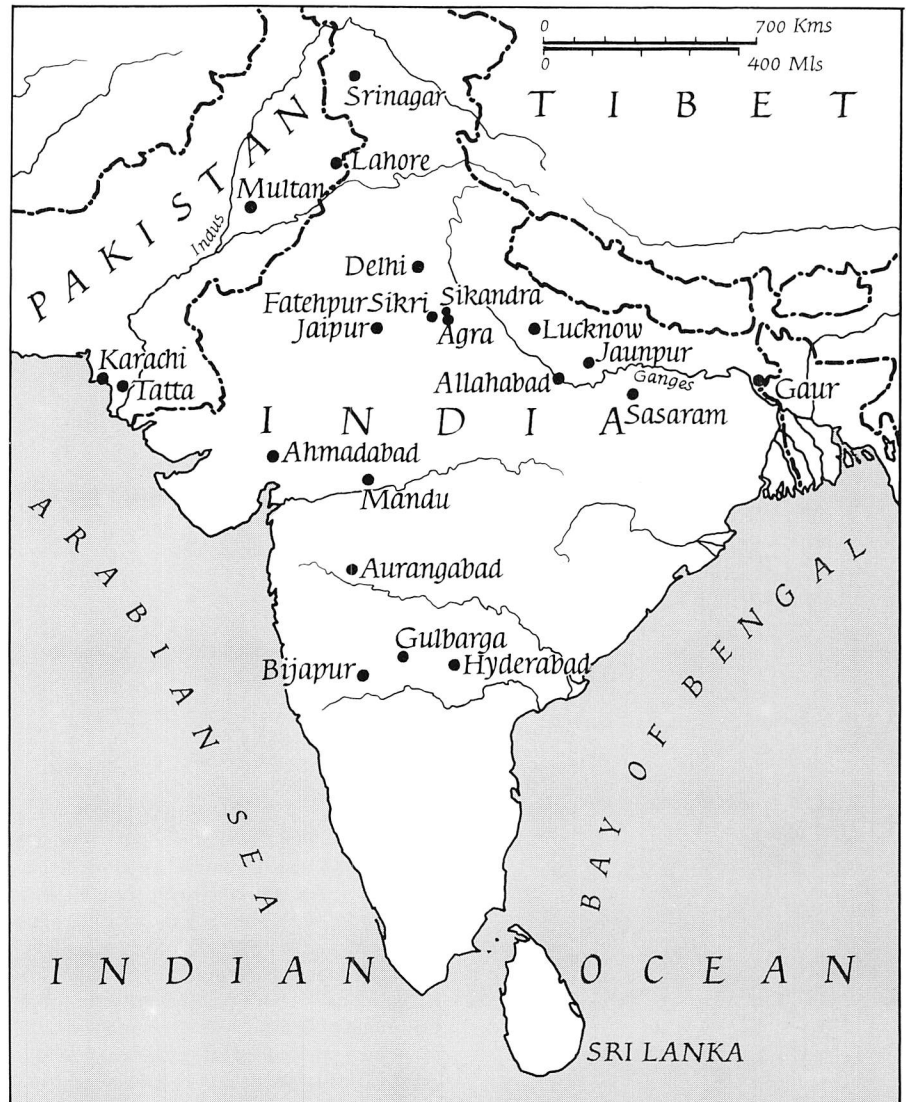 0 700 Kms
0 400 Mls
TIBET
Srinagar
PAKISTAN
Lahore
Multan
Indus
Delhi
Sikandra
Fatehpur Sikri
Agra
Jaipur
Lucknow
Jaunpur
Karachi
Tatta
Allahabad
Ganges
Gaur
Sasaram
INDIA
Ahmadabad
Mandu
ARABIAN SEA
Aurangabad
BAY OF BENGAL
Gulbarga
Bijapur
Hyderabad
INDIAN OCEAN
SRI LANKA